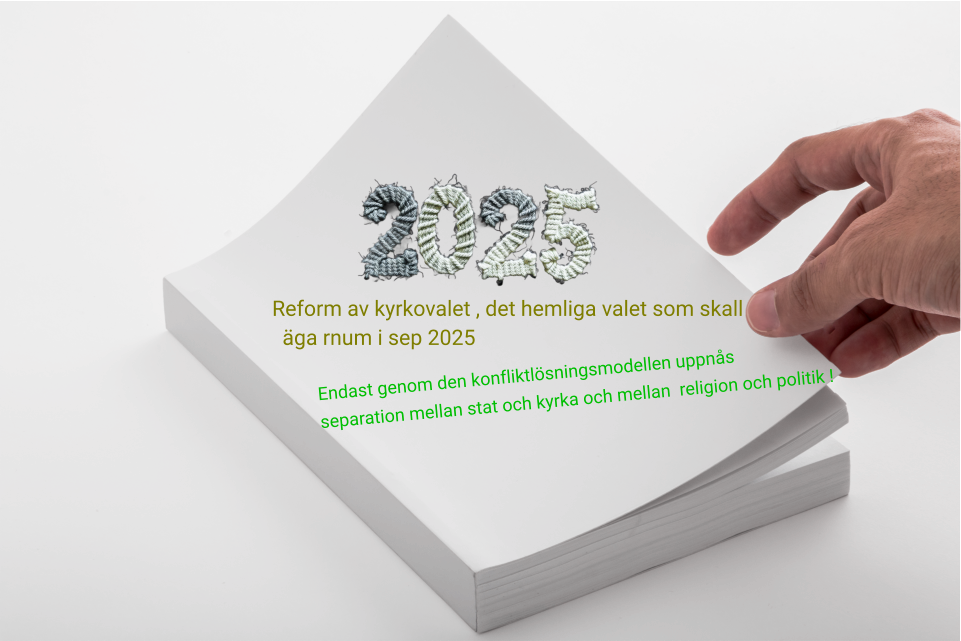 2025
Reform av kyrkovalet , det hemliga valet som skall
äga rnum i sep 2025
Endast genom den konfliktlösningsmodellen uppnås
separation mellan stat och kyrka och mellan religion och politik !